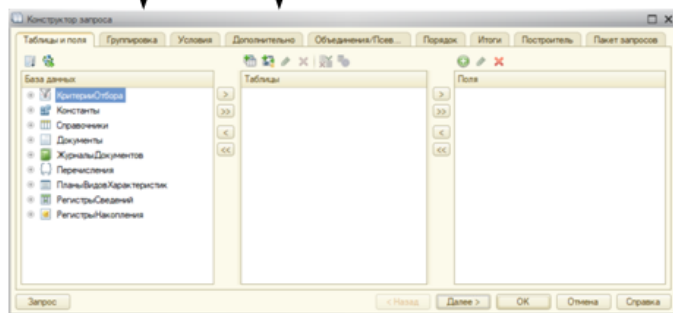 Конструктор запроса
Таблицы и поля Группировка Условия Дополнительно Объединения/Псев... Порядок Итоги Построитель Пакет запросов
База данных Таблицы Поля
КритерииОтбора
Константы
Справочники
Документы
ЖурналыДокументов
Перечисления
ПланыВидовХарактеристик
РегистрыСведений
РегистрыНакопления
> >
>> >>
< <
<< <<
Запрос < Назад Далее > OK Отмена Справка